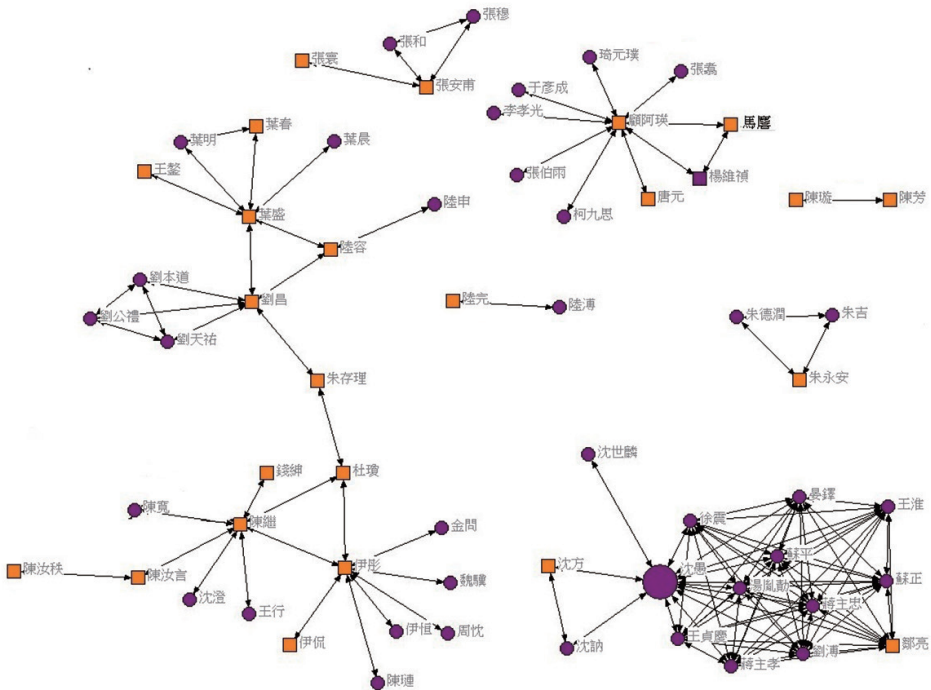 張穆
張和
張寰
張安甫
琦元璞
張翥
于彥成
李孝光
顧阿瑛
馬麐
張伯雨
楊維禎
柯九思
唐元
陳璇
陳芳
葉春
葉明
葉晨
王鏊
葉盛
陸申
陸容
劉本道
劉公禮
劉昌
劉天祐
陸完
陸溥
朱德潤
朱吉
朱永安
朱存理
錢紳
杜瓊
陳寬
陳繼
金問
陳汝秩
陳汝言
伊彤
魏驥
沈澄
王行
伊侃
伊恒
周忱
陳璉
沈世麟
晏鐸
王淮
徐震
蘇平
沈方
沈愚
蘇正
湯胤勣
蔣主忠
沈訥
王貞慶
鄒亮
劉溥
蔣主孝